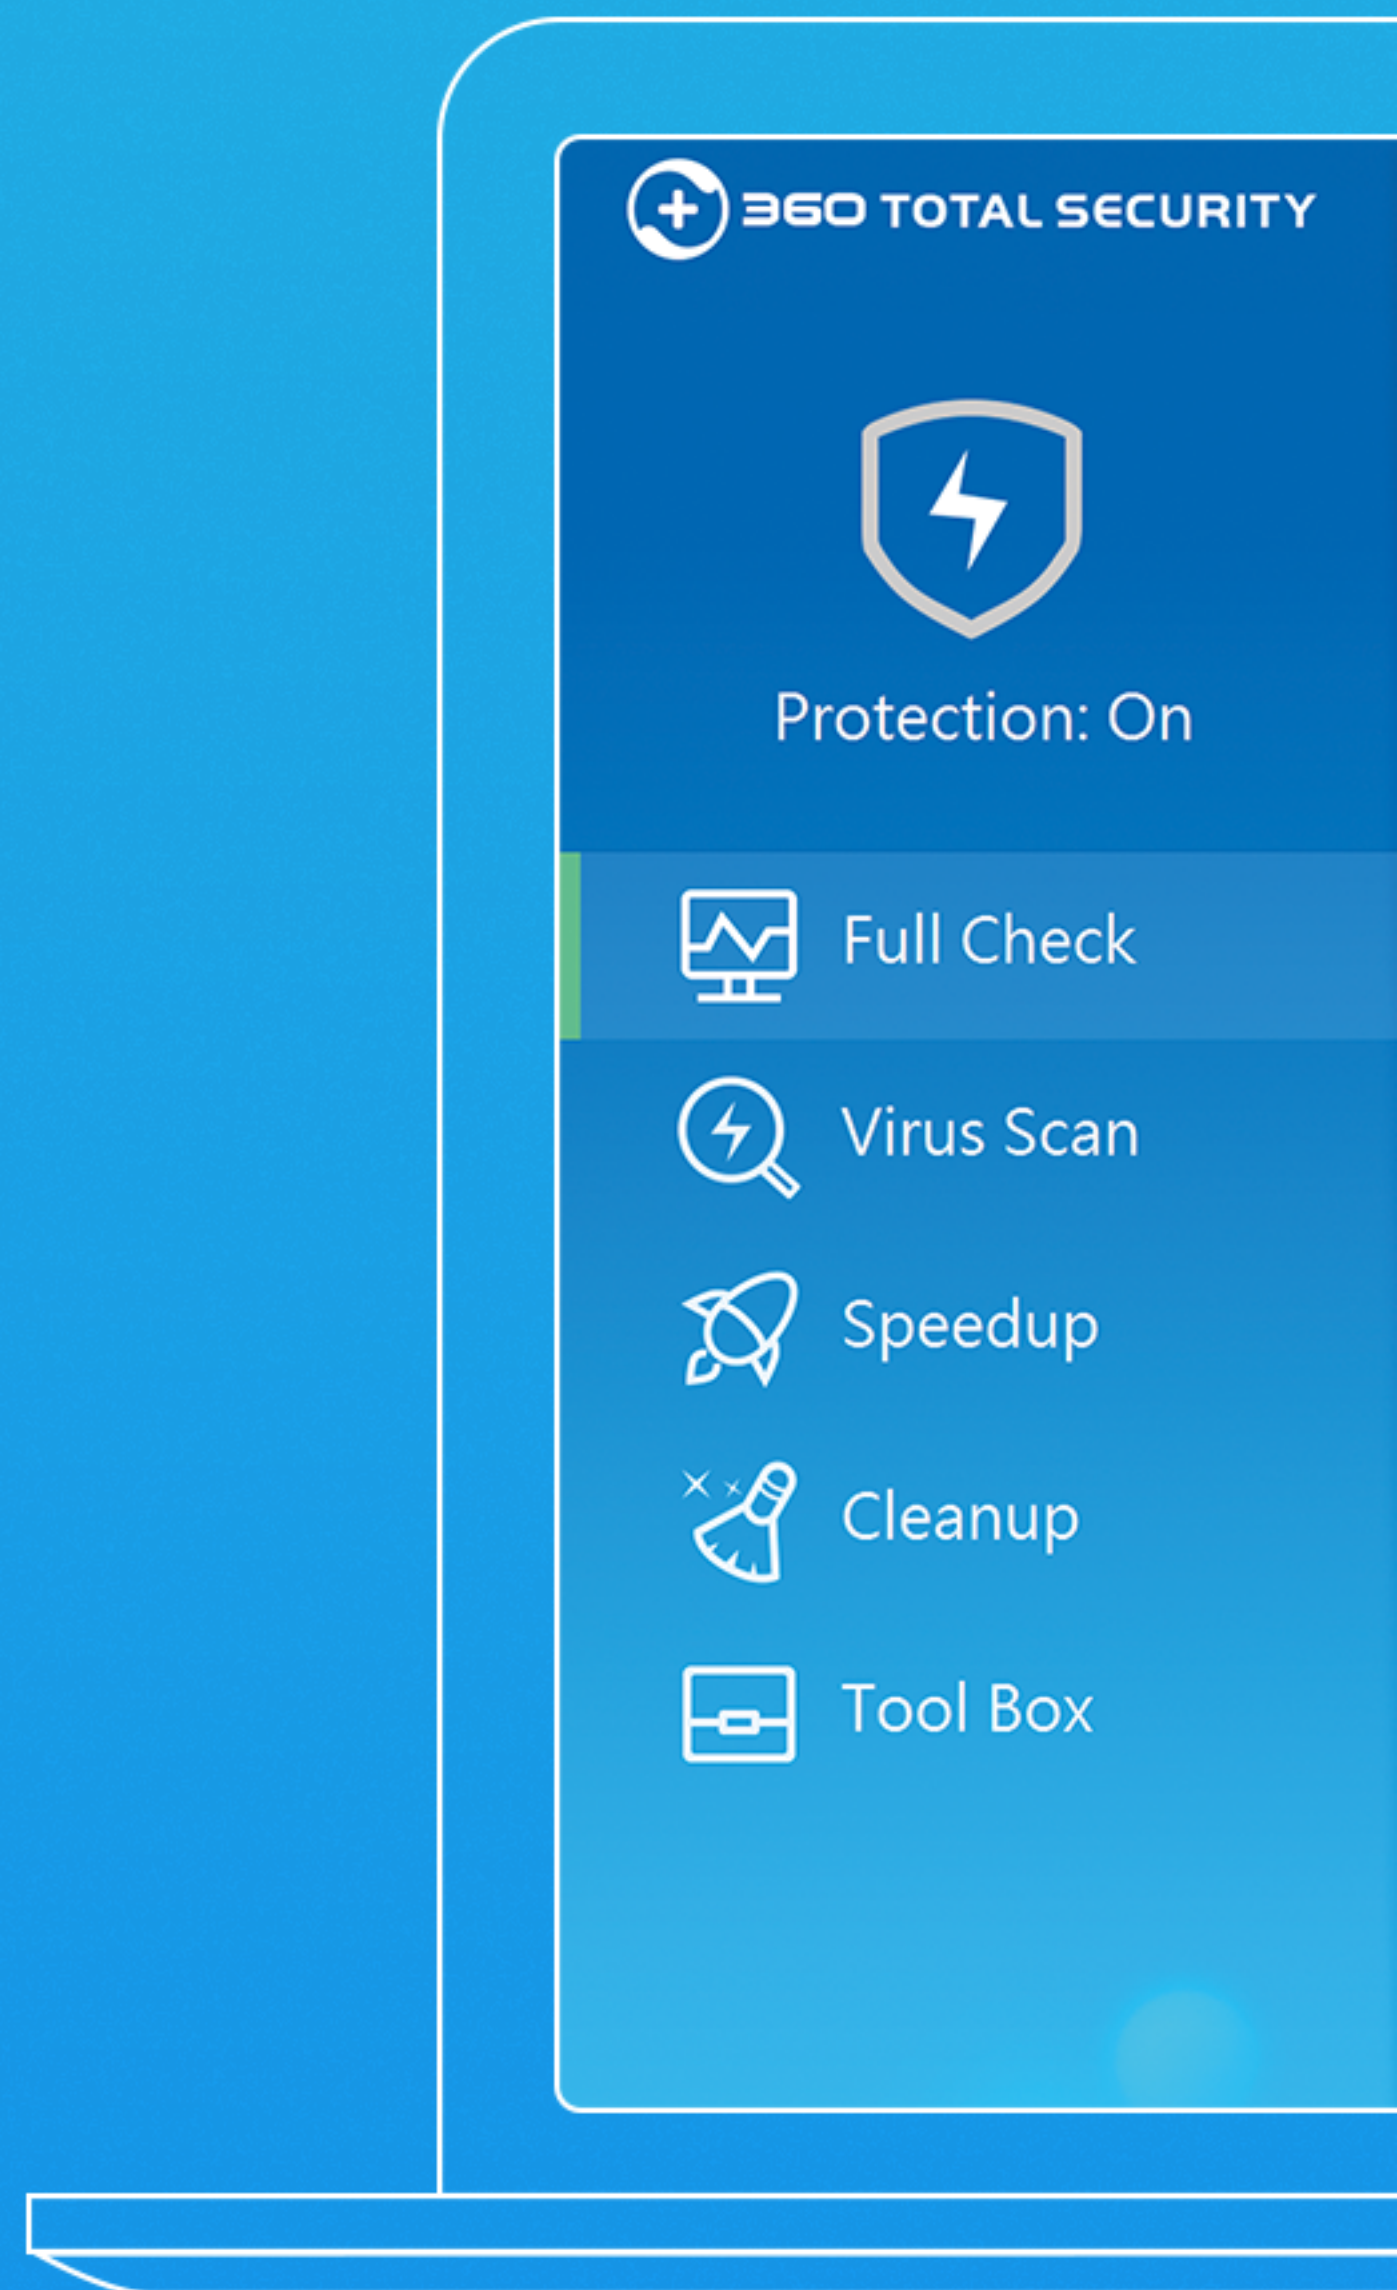 360 TOTAL SECURITY
Protection: On
Full Check
Virus Scan
Speedup
Cleanup
Tool Box